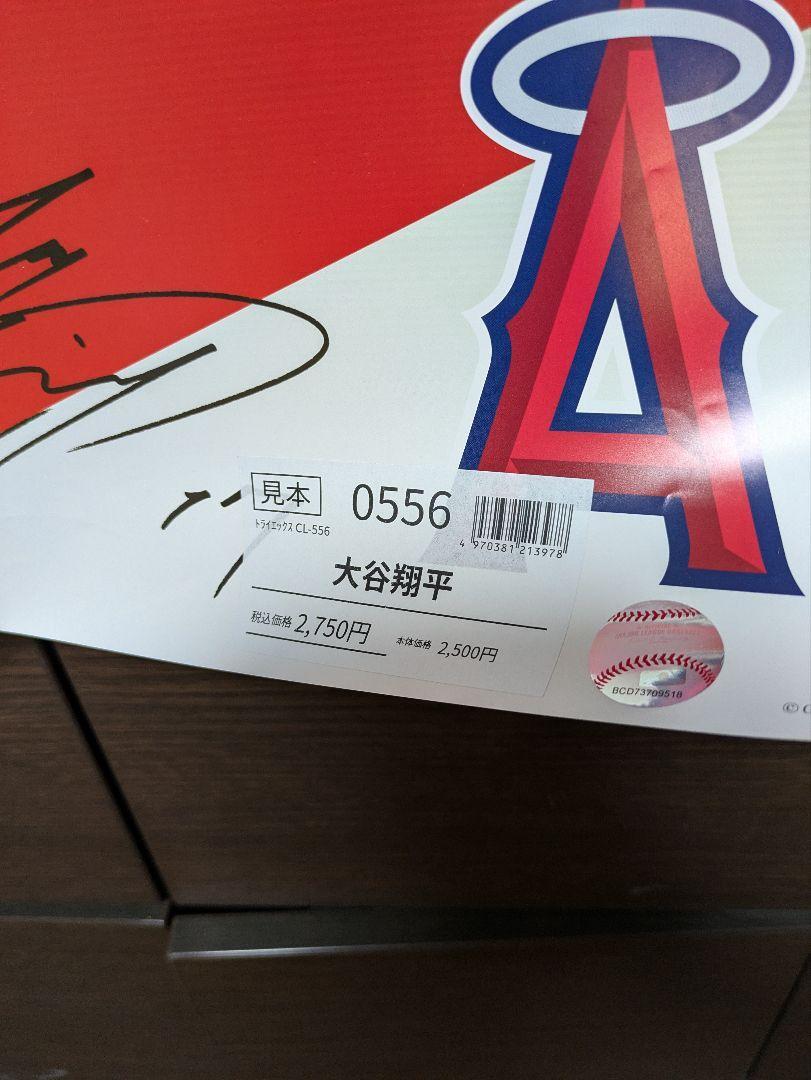 A
見本 0556
トライエックス CL-556
4 970381 213978
大谷翔平
税込価格 2,750円 本体価格 2,500円
BCD73709518
©